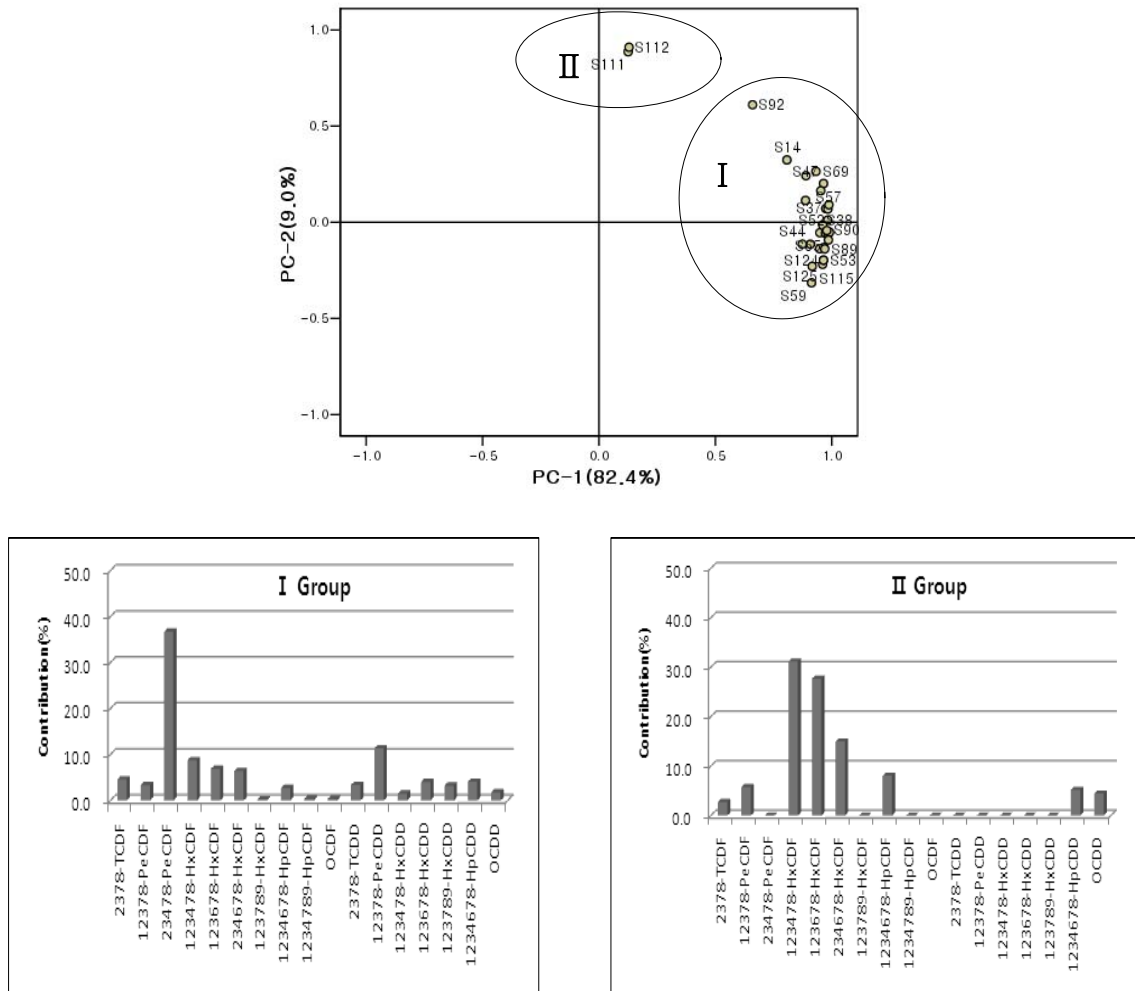 1.0
0.5
0.0
-0.5
-1.0
PC-2(9.0%)
S112
S111
Ⅱ
S92
S14
Ⅰ
S69
S57
S37
S38
S44
S90
S89
S124
S53
S125
S115
S59
-1.0 -0.5 0.0 0.5 1.0
PC-1(82.4%)
Ⅰ Group
Contribution(%)
50.0
40.0
30.0
20.0
10.0
0.0
2378-TCDF
12378-PeCDF
23478-PeCDF
123478-HxCDF
123678-HxCDF
234678-HxCDF
123789-HxCDF
1234678-HpCDF
1234789-HpCDF
OCDF
2378-TCDD
12378-PeCDD
123478-HxCDD
123678-HxCDD
123789-HxCDD
1234678-HpCDD
OCDD
Ⅱ Group
Contribution(%)
50.0
40.0
30.0
20.0
10.0
0.0
2378-TCDF
12378-PeCDF
23478-PeCDF
123478-HxCDF
123678-HxCDF
234678-HxCDF
123789-HxCDF
1234678-HpCDF
1234789-HpCDF
OCDF
2378-TCDD
12378-PeCDD
123478-HxCDD
123678-HxCDD
123789-HxCDD
1234678-HpCDD
OCDD